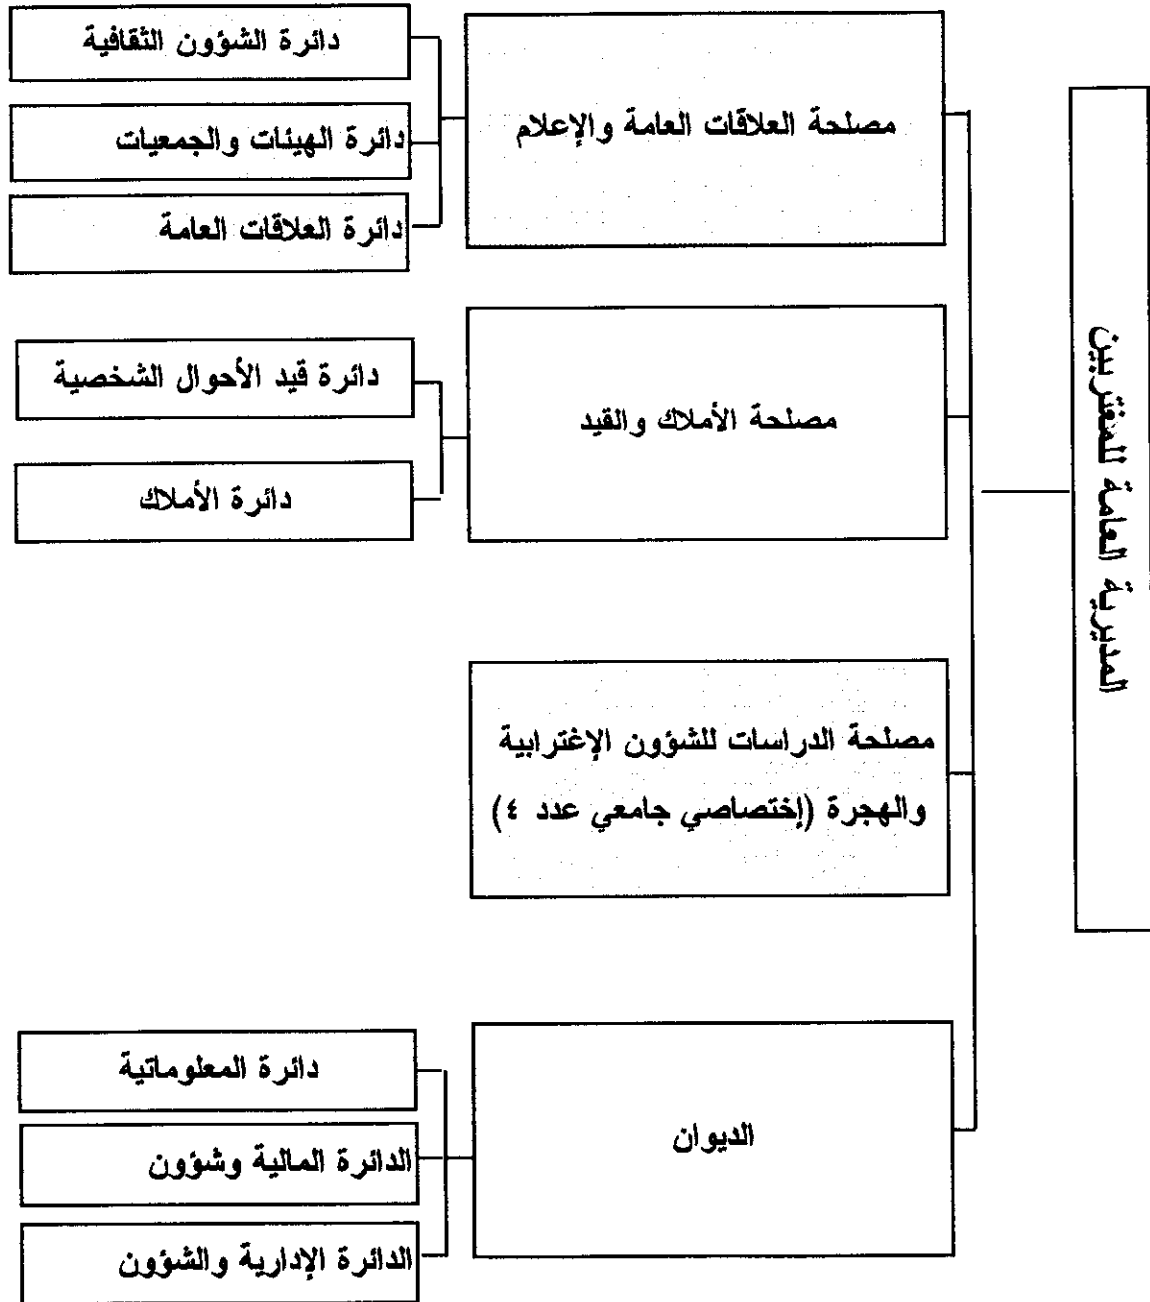 المديرية العامة للمغتربين
مصلحة العلاقات العامة والإعلام
دائرة الشؤون الثقافية
دائرة الهيئات والجمعيات
دائرة العلاقات العامة
مصلحة الأملاك والقيد
دائرة قيد الأحوال الشخصية
دائرة الأملاك
مصلحة الدراسات للشؤون الإغترابية
والهجرة (إختصاصي جامعي عدد ٤)
الديوان
دائرة المعلوماتية
الدائرة المالية وشؤون
الدائرة الإدارية والشؤون